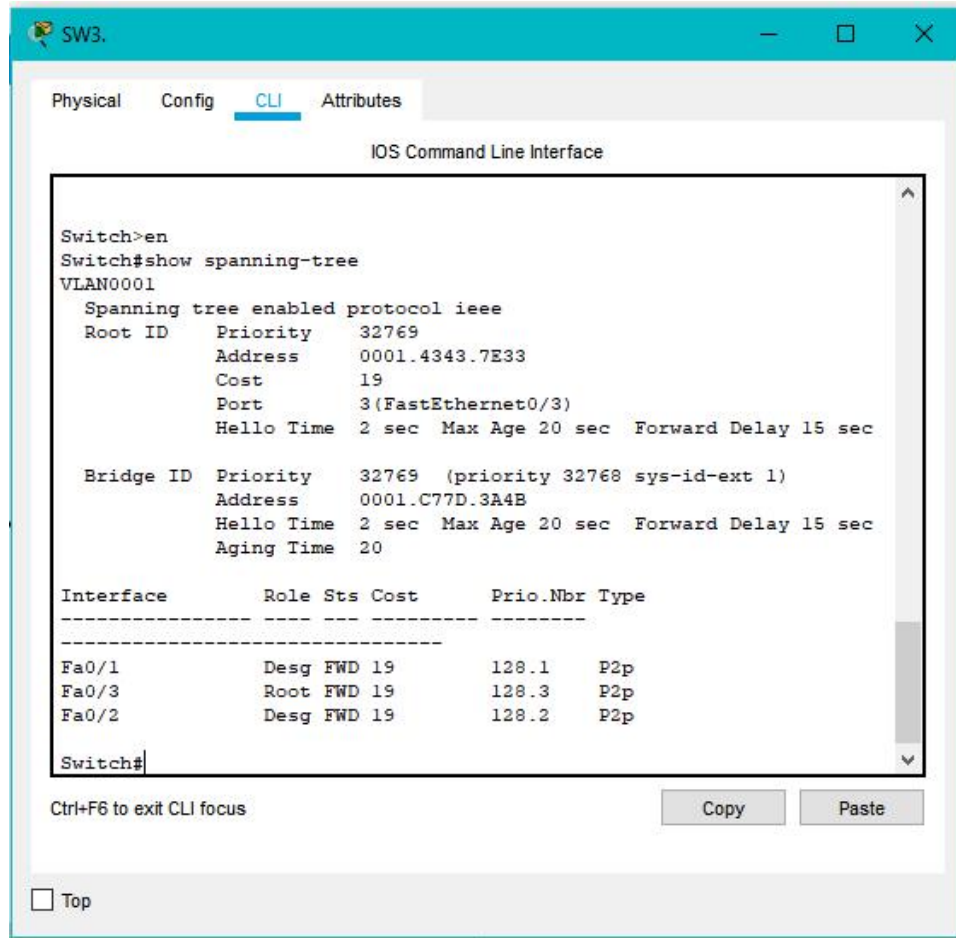 SW3.
Physical Config CLI Attributes
IOS Command Line Interface
Switch>en
Switch#show spanning-tree
VLAN0001
  Spanning tree enabled protocol ieee
  Root ID    Priority    32769
             Address     0001.4343.7E33
             Cost        19
             Port        3(FastEthernet0/3)
             Hello Time  2 sec  Max Age 20 sec  Forward Delay 15 sec
  Bridge ID  Priority    32769  (priority 32768 sys-id-ext 1)
             Address     0001.C77D.3A4B
             Hello Time  2 sec  Max Age 20 sec  Forward Delay 15 sec
             Aging Time  20
Interface        Role Sts Cost      Prio.Nbr Type
---------------- ---- --- --------- --------
--------------------------------
Fa0/1            Desg FWD 19        128.1    P2p
Fa0/3            Root FWD 19        128.3    P2p
Fa0/2            Desg FWD 19        128.2    P2p
Switch#
Ctrl+F6 to exit CLI focus Copy Paste
Top